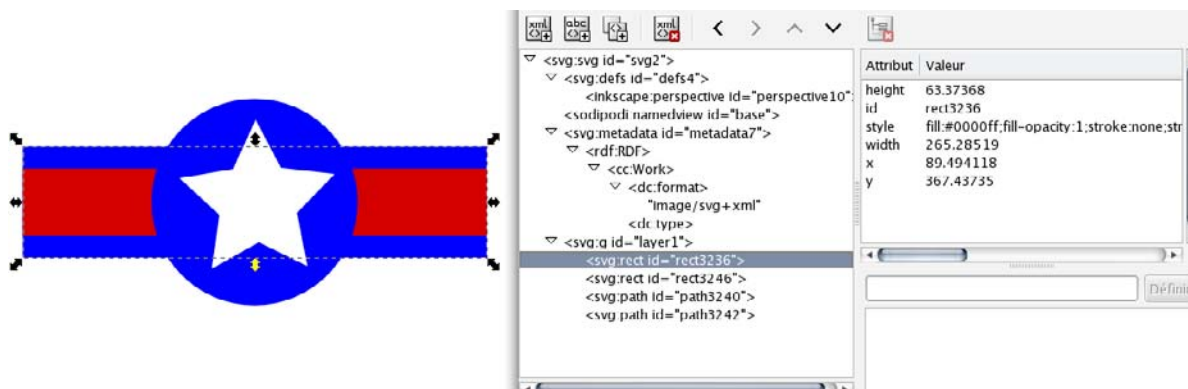 <svg:svg id="svg2">
<svg:defs id="defs4">
<inkscape:perspective id="perspective10"
<sodipodi:namedview id="base">
<svg:metadata id="metadata7">
<rdf:RDF>
<cc:Work>
<dc:format>
"image/svg+xml"
<dc:type>
<svg:g id="layer1">
<svg:rect id="rect3236">
<svg:rect id="rect3246">
<svg:path id="path3240">
<svg:path id="path3242">
Attribut Valeur
height 63.37368
id rect3236
style fill:#0000ff;fill-opacity:1;stroke:none;str
width 265.28519
x 89.494118
y 367.43735
Défini